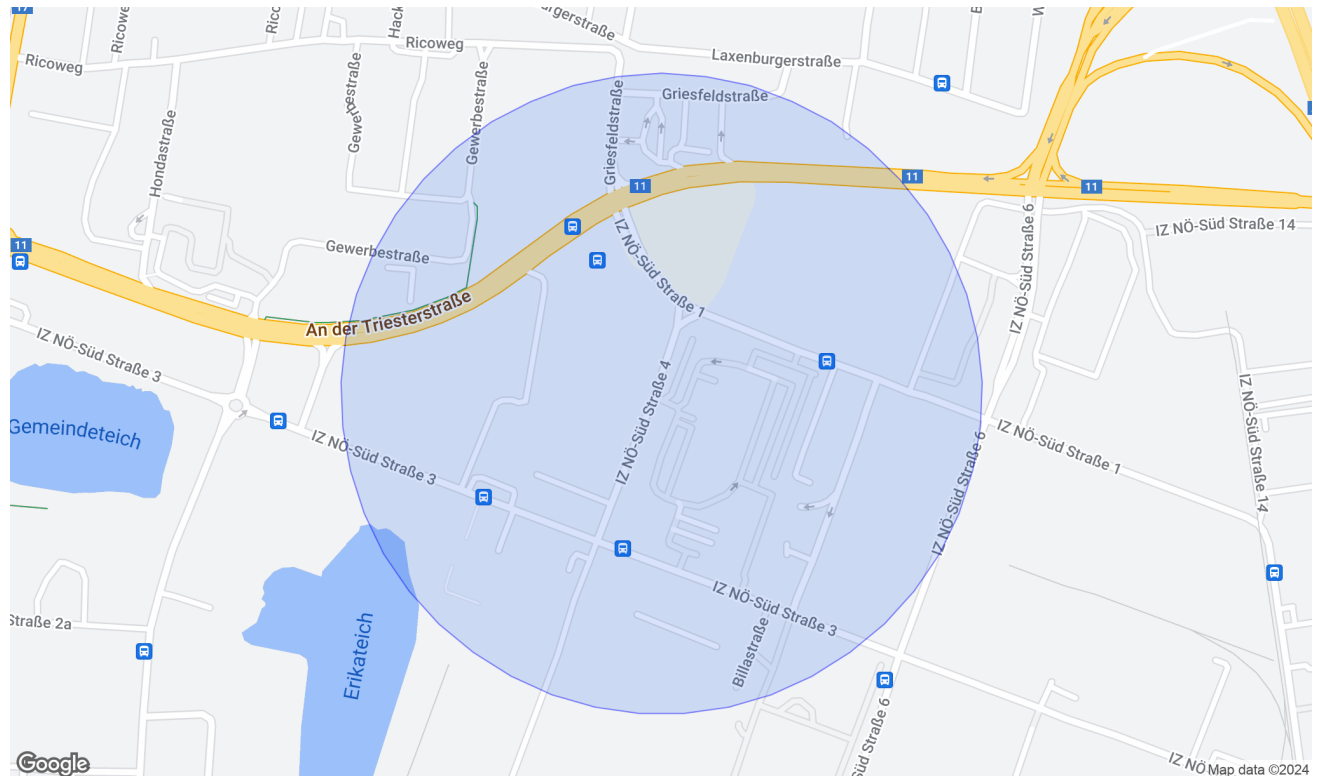 17
Ricoweg
Ricoweg
Laxenburgerstraße
Griesfeldstraße
Gewerbestraße
Gewerbestraße
Hondastraße
Griesfeldstraße
11
11
11
11
IZ NÖ-Süd Straße 14
IZ NÖ-Süd Straße 6
Gewerbestraße
IZ NÖ-Süd Straße 1
An der Triesterstraße
IZ NÖ-Süd Straße 3
IZ NÖ-Süd Straße 4
Gemeindeteich
IZ NÖ-Süd Straße 3
IZ NÖ-Süd Straße 1
IZ NÖ-Süd Straße 14
IZ NÖ-Süd Straße 6
IZ NÖ-Süd Straße 3
Straße 2a
Erikateich
Billastraße
Süd Straße 6
IZ NÖ
Google
Map data ©2024